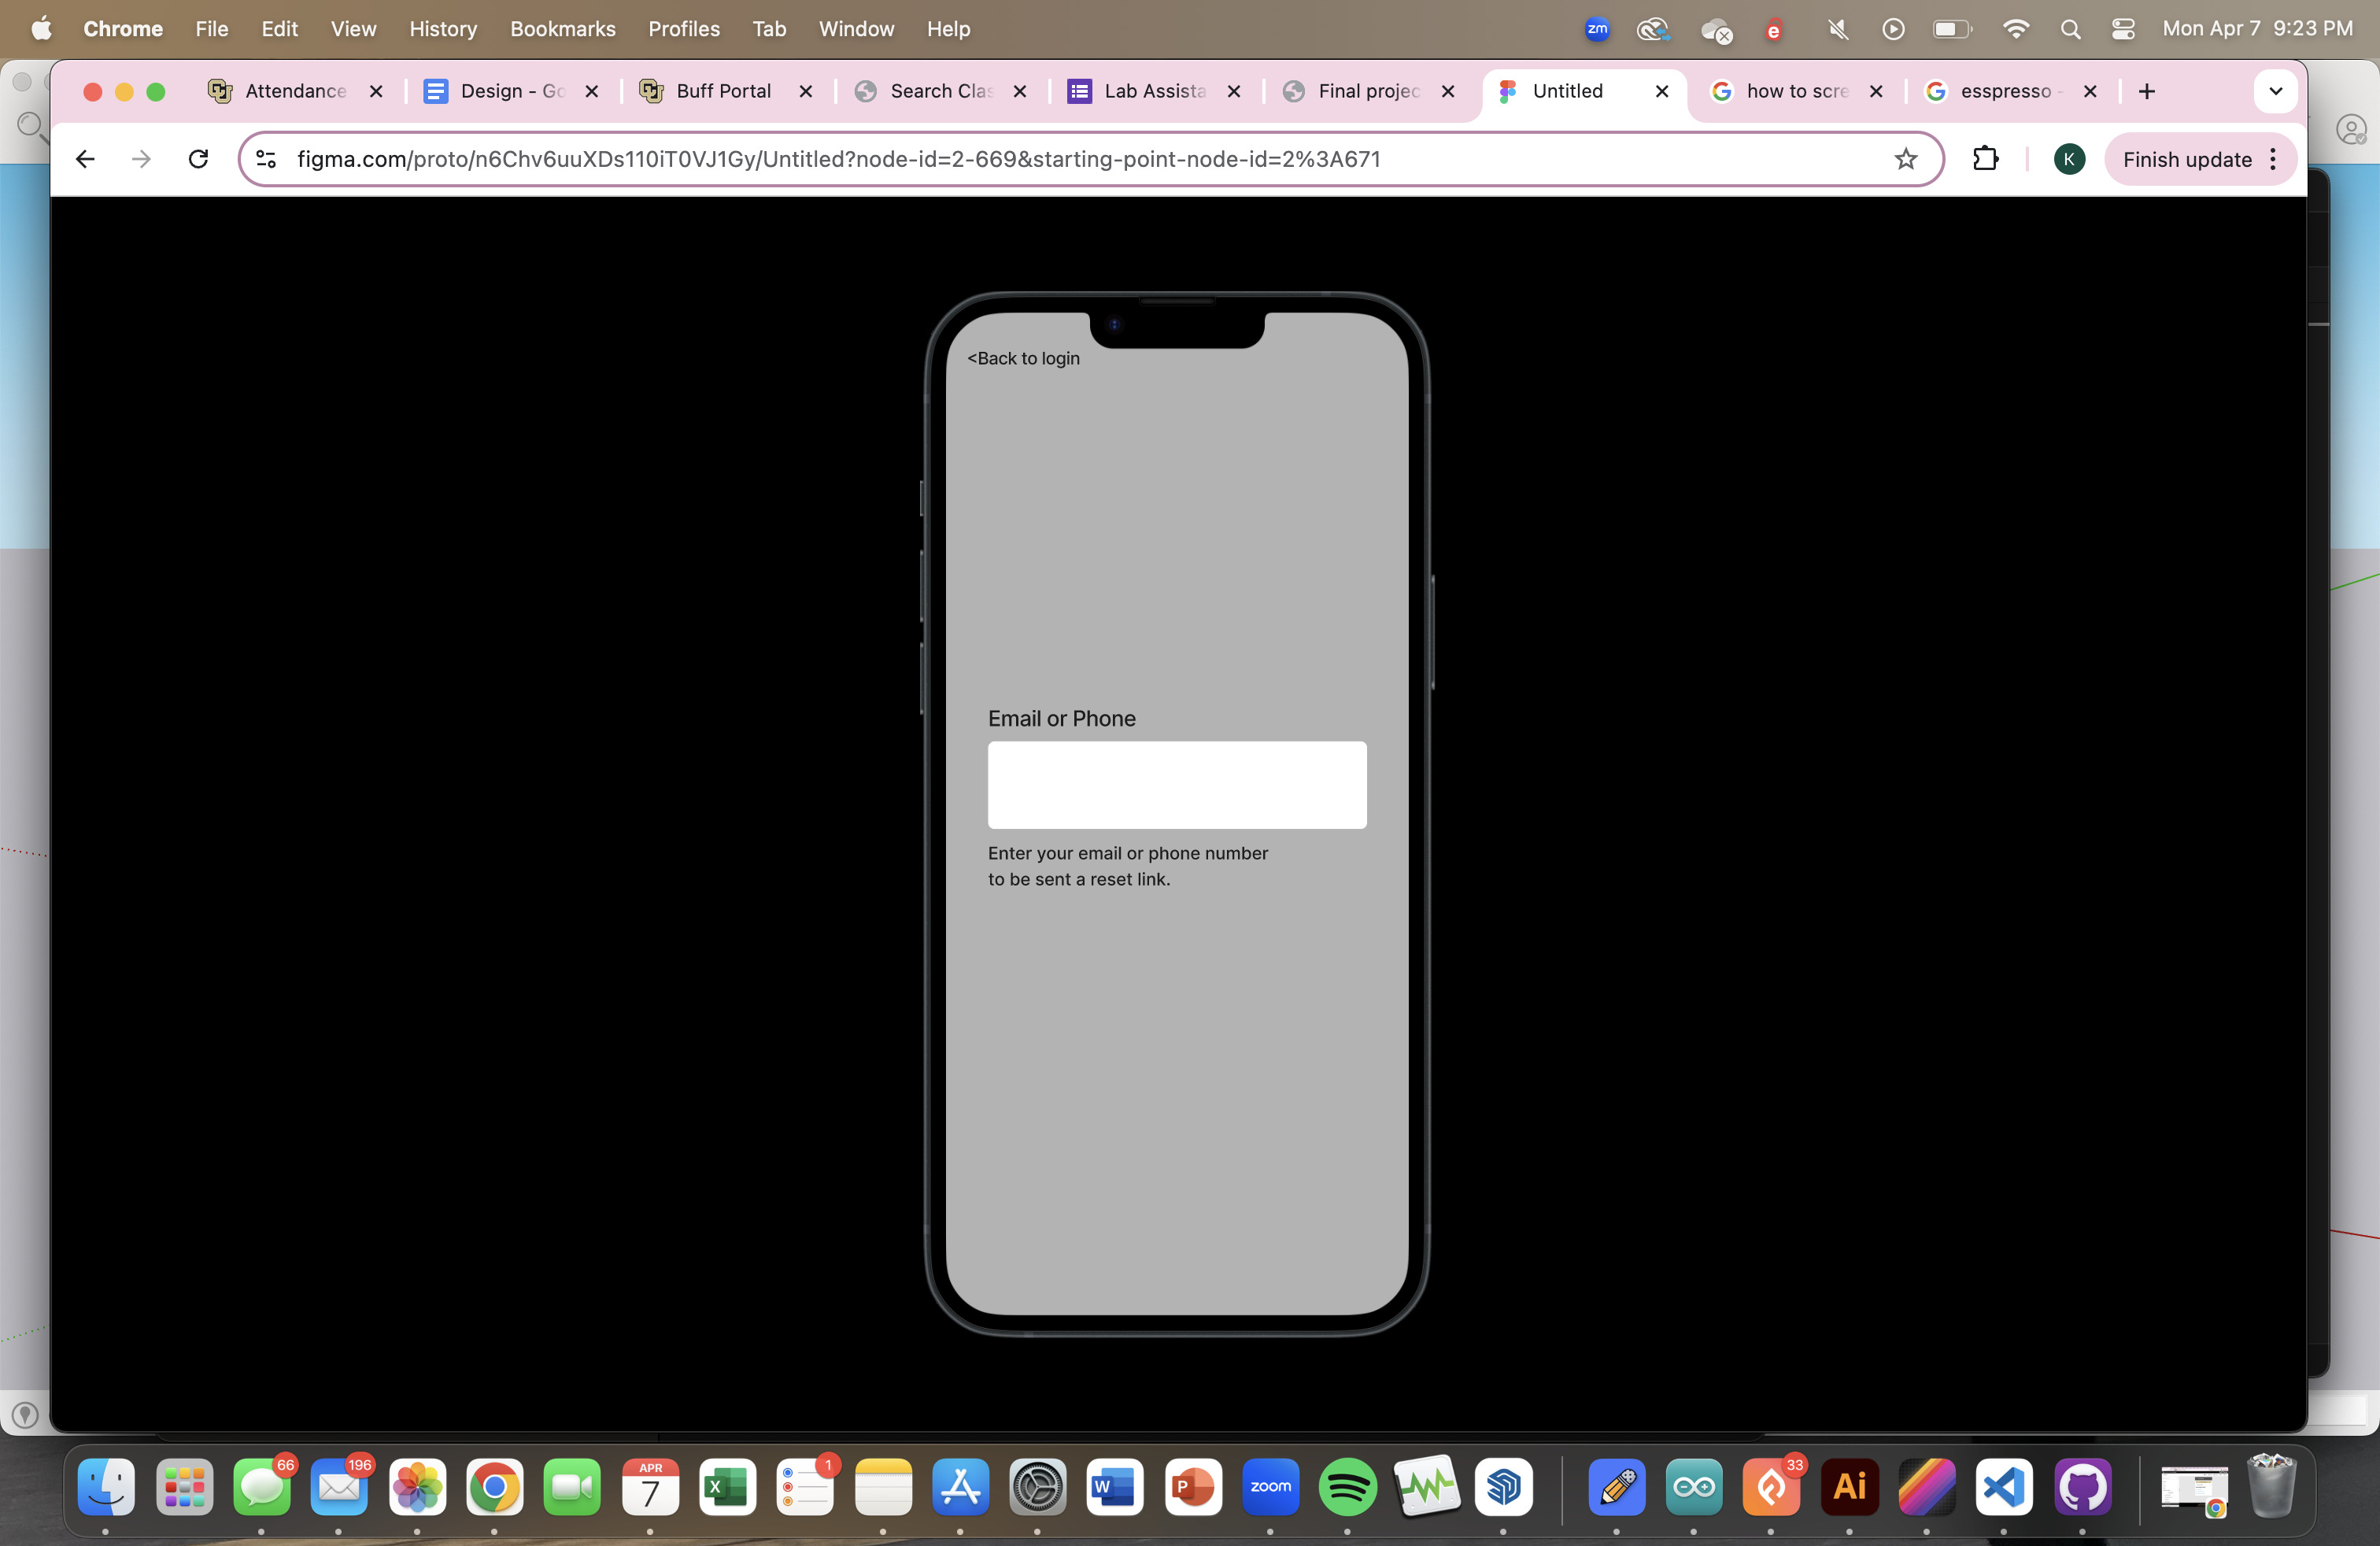 Chrome File Edit View History Bookmarks Profiles Tab Window Help zm e Mon Apr 7 9:23 PM
Attendance Design - Go Buff Portal Search Clas Lab Assista Final projec Untitled how to scre esspresso -
figma.com/proto/n6Chv6uuXDs110iT0VJ1Gy/Untitled?node-id=2-669&starting-point-node-id=2%3A671 K Finish update
<Back to login
Email or Phone
Enter your email or phone number
to be sent a reset link.
66 196 APR 1 33
7 X W P zoom Ai